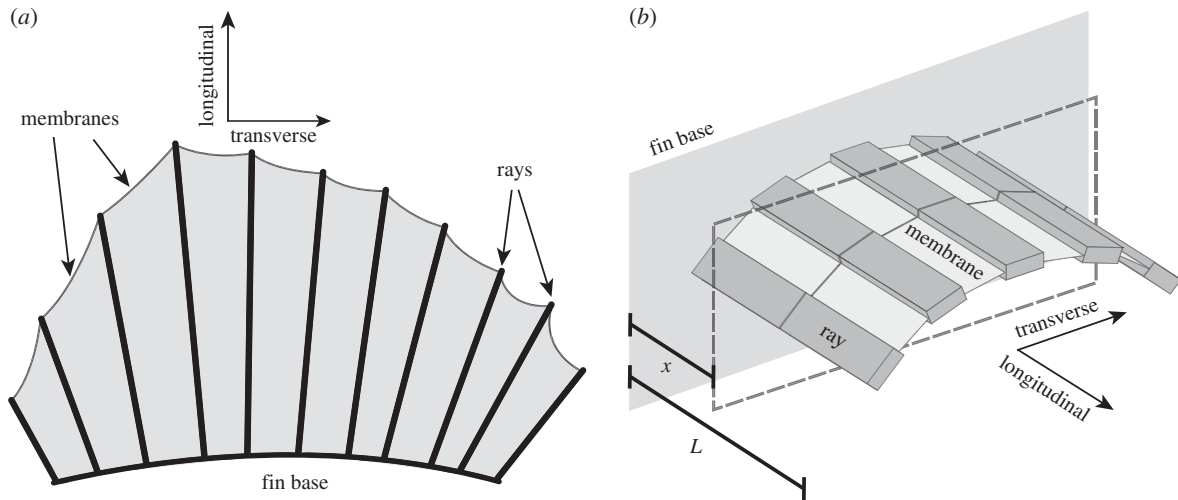 (a)
longitudinal
transverse
membranes
rays
fin base
(b)
fin base
membrane
ray
transverse
longitudinal
x
L